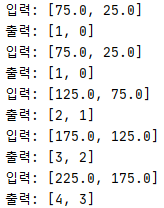 입력: [75.0, 25.0]
출력: [1, 0]
입력: [75.0, 25.0]
출력: [1, 0]
입력: [125.0, 75.0]
출력: [2, 1]
입력: [175.0, 125.0]
출력: [3, 2]
입력: [225.0, 175.0]
출력: [4, 3]